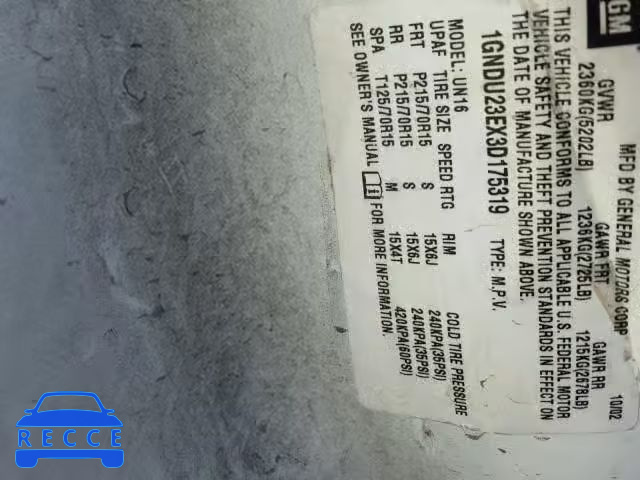 GM
MFD BY GENERAL MOTORS CORP 10/02
GVWR GAWR FRT GAWR RR
2360KG(5202LB) 1236KG(2725LB) 1215KG(2678LB)
THIS VEHICLE CONFORMS TO ALL APPLICABLE U.S. FEDERAL MOTOR
VEHICLE SAFETY AND THEFT PREVENTION STANDARDS IN EFFECT ON
THE DATE OF MANUFACTURE SHOWN ABOVE.
1GNDU23EX3D175319 TYPE: M.P.V.
MODEL: UN16
UPAF TIRE SIZE SPEED RTG RIM COLD TIRE PRESSURE
FRT P215/70R15 S 15X6J 240KPA(35PSI)
RR P215/70R15 S 15X6J 240KPA(35PSI)
SPA T125/70R15 M 15X4T 420KPA(60PSI)
SEE OWNER'S MANUAL FOR MORE INFORMATION.
RECCE